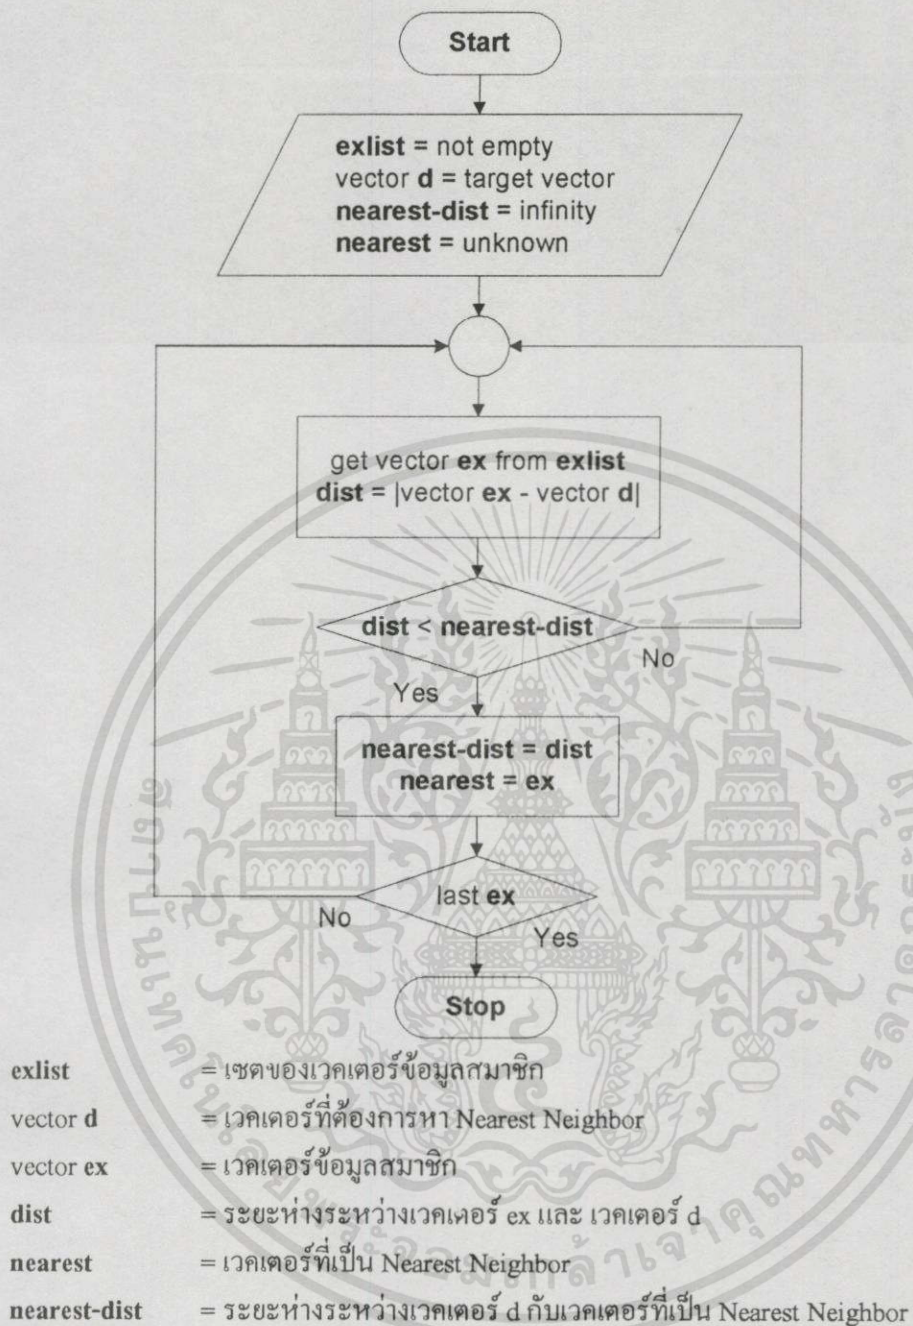 Start
exlist = not empty
vector d = target vector
nearest-dist = infinity
nearest = unknown
get vector ex from exlist
dist = |vector ex - vector d|
dist < nearest-dist
No
Yes
nearest-dist = dist
nearest = ex
last ex
No
Yes
Stop
exlist = เซตของเวคเตอร์ข้อมูลสมาชิก
vector d = เวคเตอร์ที่ต้องการหา Nearest Neighbor
vector ex = เวคเตอร์ข้อมูลสมาชิก
dist = ระยะห่างระหว่างเวคเตอร์ ex และ เวคเตอร์ d
nearest = เวคเตอร์ที่เป็น Nearest Neighbor
nearest-dist = ระยะห่างระหว่างเวคเตอร์ d กับเวคเตอร์ที่เป็น Nearest Neighbor